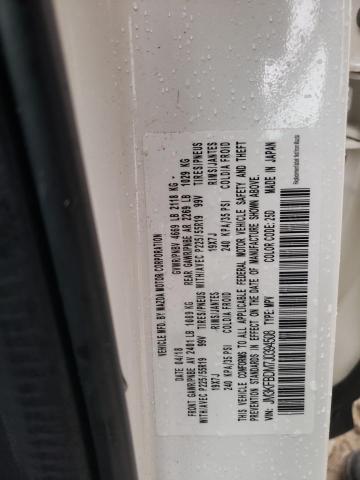 VEHICLE MFD. BY MAZDA MOTOR CORPORATION
DATE 04/18 GVWR/PNBV 4669 LB 2118 KG
FRONT GAWR/PNBE AV 2401 LB 1089 KG REAR GAWR/PNBE AR 2269 LB 1029 KG
WITH/AVEC P225/55R19 99V TIRES/PNEUS WITH/AVEC P225/55R19 99V TIRES/PNEUS
19X7J RIMS/JANTES 19X7J RIMS/JANTES
240 KPA/35 PSI COLD/A FROID 240 KPA/35 PSI COLD/A FROID
THIS VEHICLE CONFORMS TO ALL APPLICABLE FEDERAL MOTOR VEHICLE SAFETY AND THEFT
PREVENTION STANDARDS IN EFFECT ON THE DATE OF MANUFACTURE SHOWN ABOVE.
VIN: JM3KFBDM7J0394508 TYPE: MPV COLOR: 25D MADE IN JAPAN